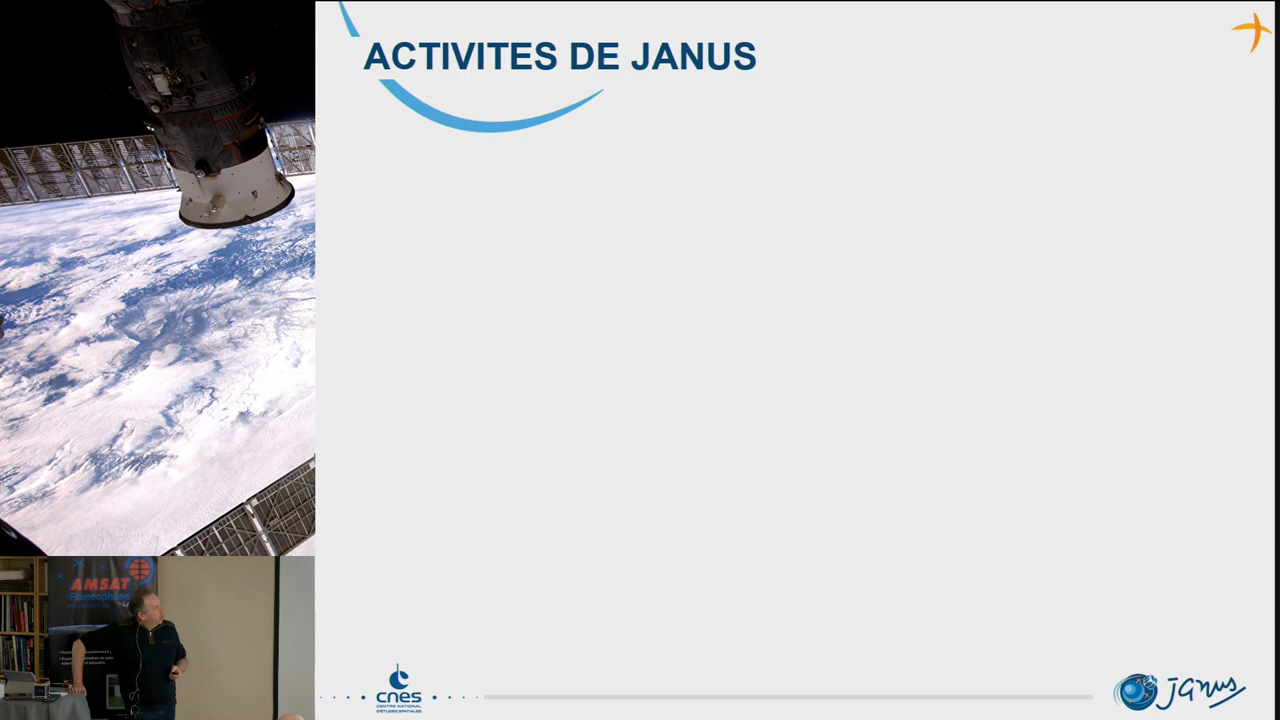 ACTIVITES DE JANUS
AMSAT
Francophone
cnes
CENTRE NATIONAL
D'ÉTUDES SPATIALES
janus